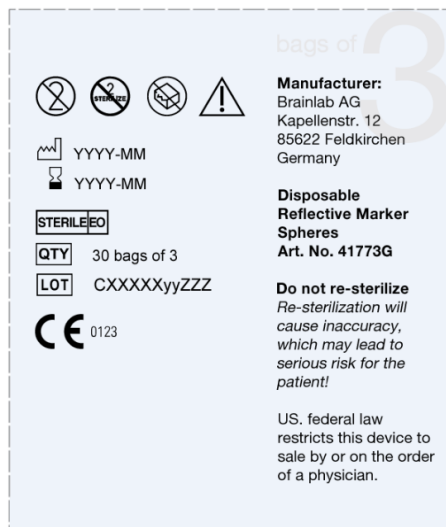 bags of 3
2
2
STERILIZE
YYYY-MM
YYYY-MM
STERILE EO
QTY 30 bags of 3
LOT CXXXXXyyZZZ
CE 0123
Manufacturer:
Brainlab AG
Kapellenstr. 12
85622 Feldkirchen
Germany
Disposable
Reflective Marker
Spheres
Art. No. 41773G
Do not re-sterilize
Re-sterilization will
cause inaccuracy,
which may lead to
serious risk for the
patient!
US. federal law
restricts this device to
sale by or on the order
of a physician.